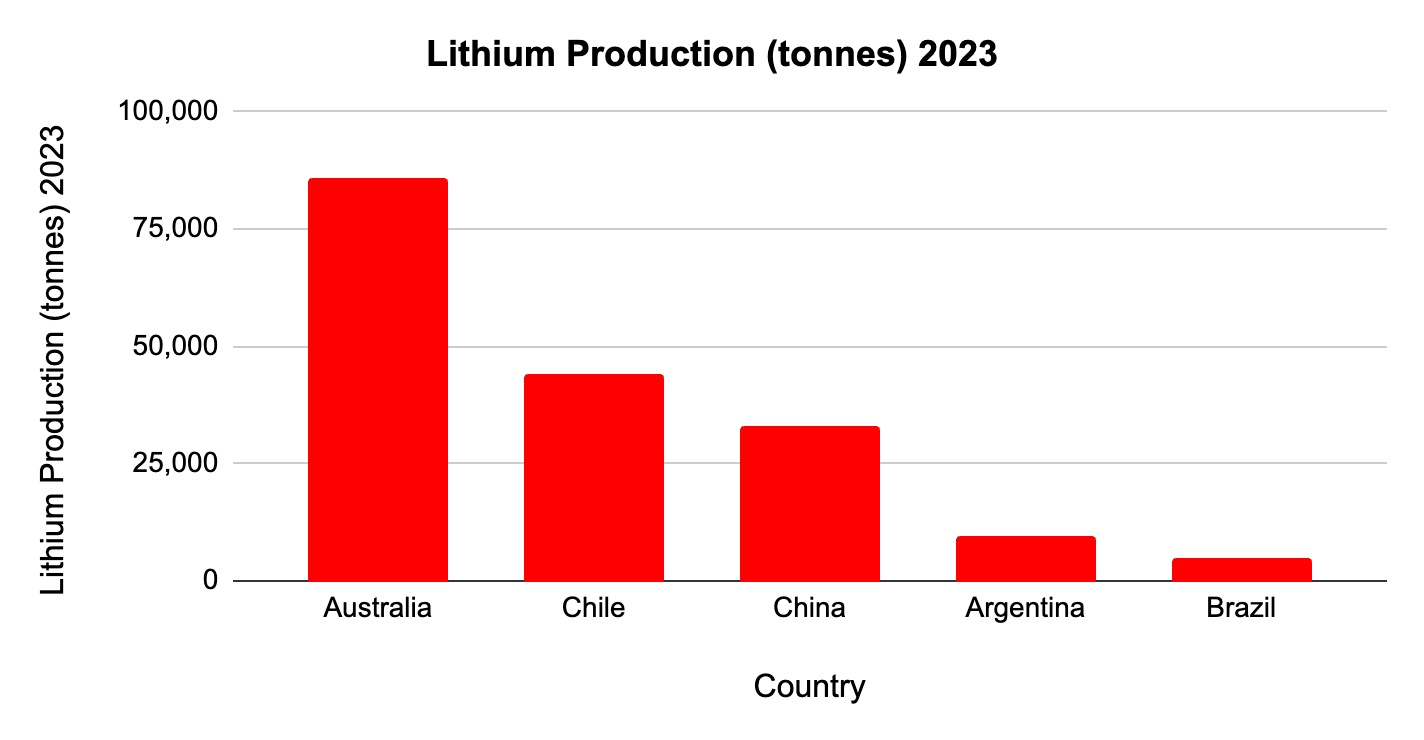 Lithium Production (tonnes) 2023
Lithium Production (tonnes) 2023
100,000
75,000
50,000
25,000
0
Australia Chile China Argentina Brazil
Country